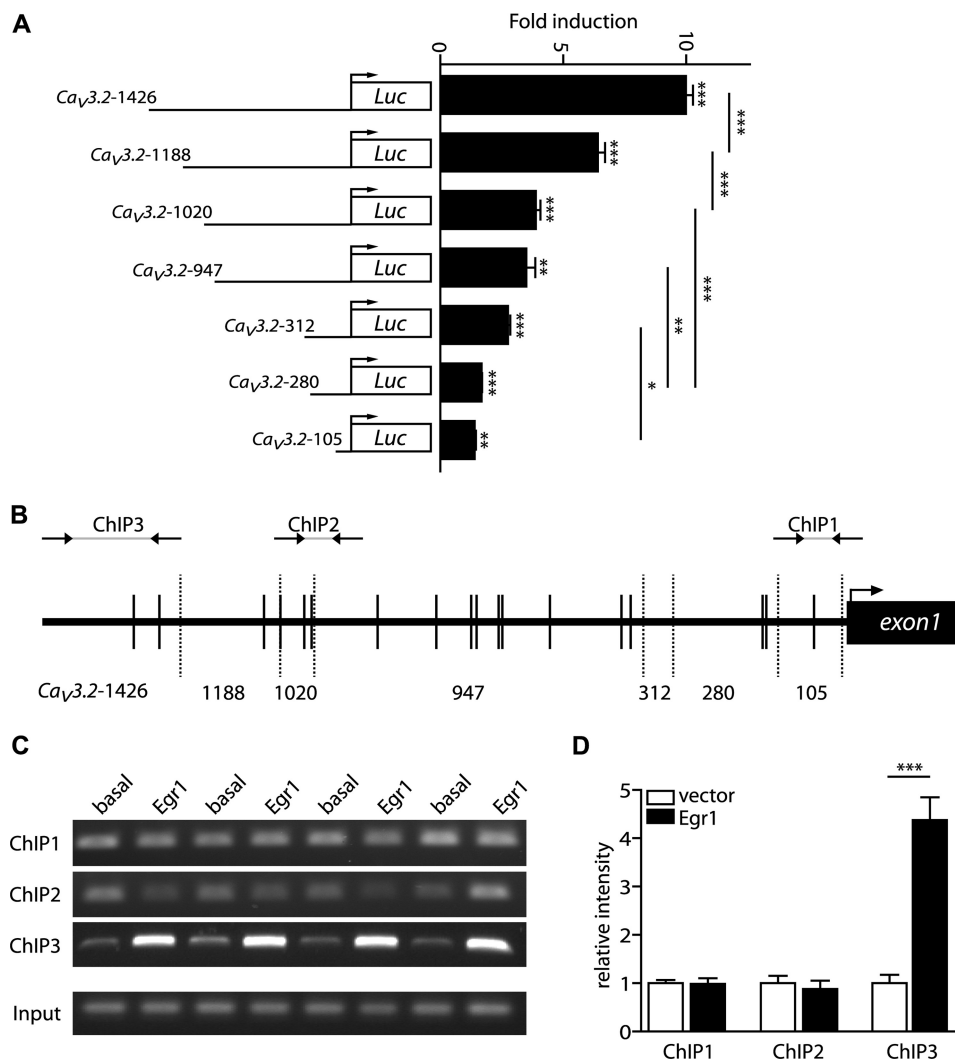 A
Fold induction
0 5 10
CaV3.2-1426 Luc ***
***
CaV3.2-1188 Luc ***
***
CaV3.2-1020 Luc ***
***
CaV3.2-947 Luc **
**
CaV3.2-312 Luc ***
*
CaV3.2-280 Luc ***
CaV3.2-105 Luc **
B
ChIP3 ChIP2 ChIP1
exon1
CaV3.2-1426 1188 1020 947 312 280 105
C
basal Egr1 basal Egr1 basal Egr1 basal Egr1
ChIP1
ChIP2
ChIP3
Input
D
***
vector
Egr1
relative intensity
5
4
3
2
1
0
ChIP1 ChIP2 ChIP3